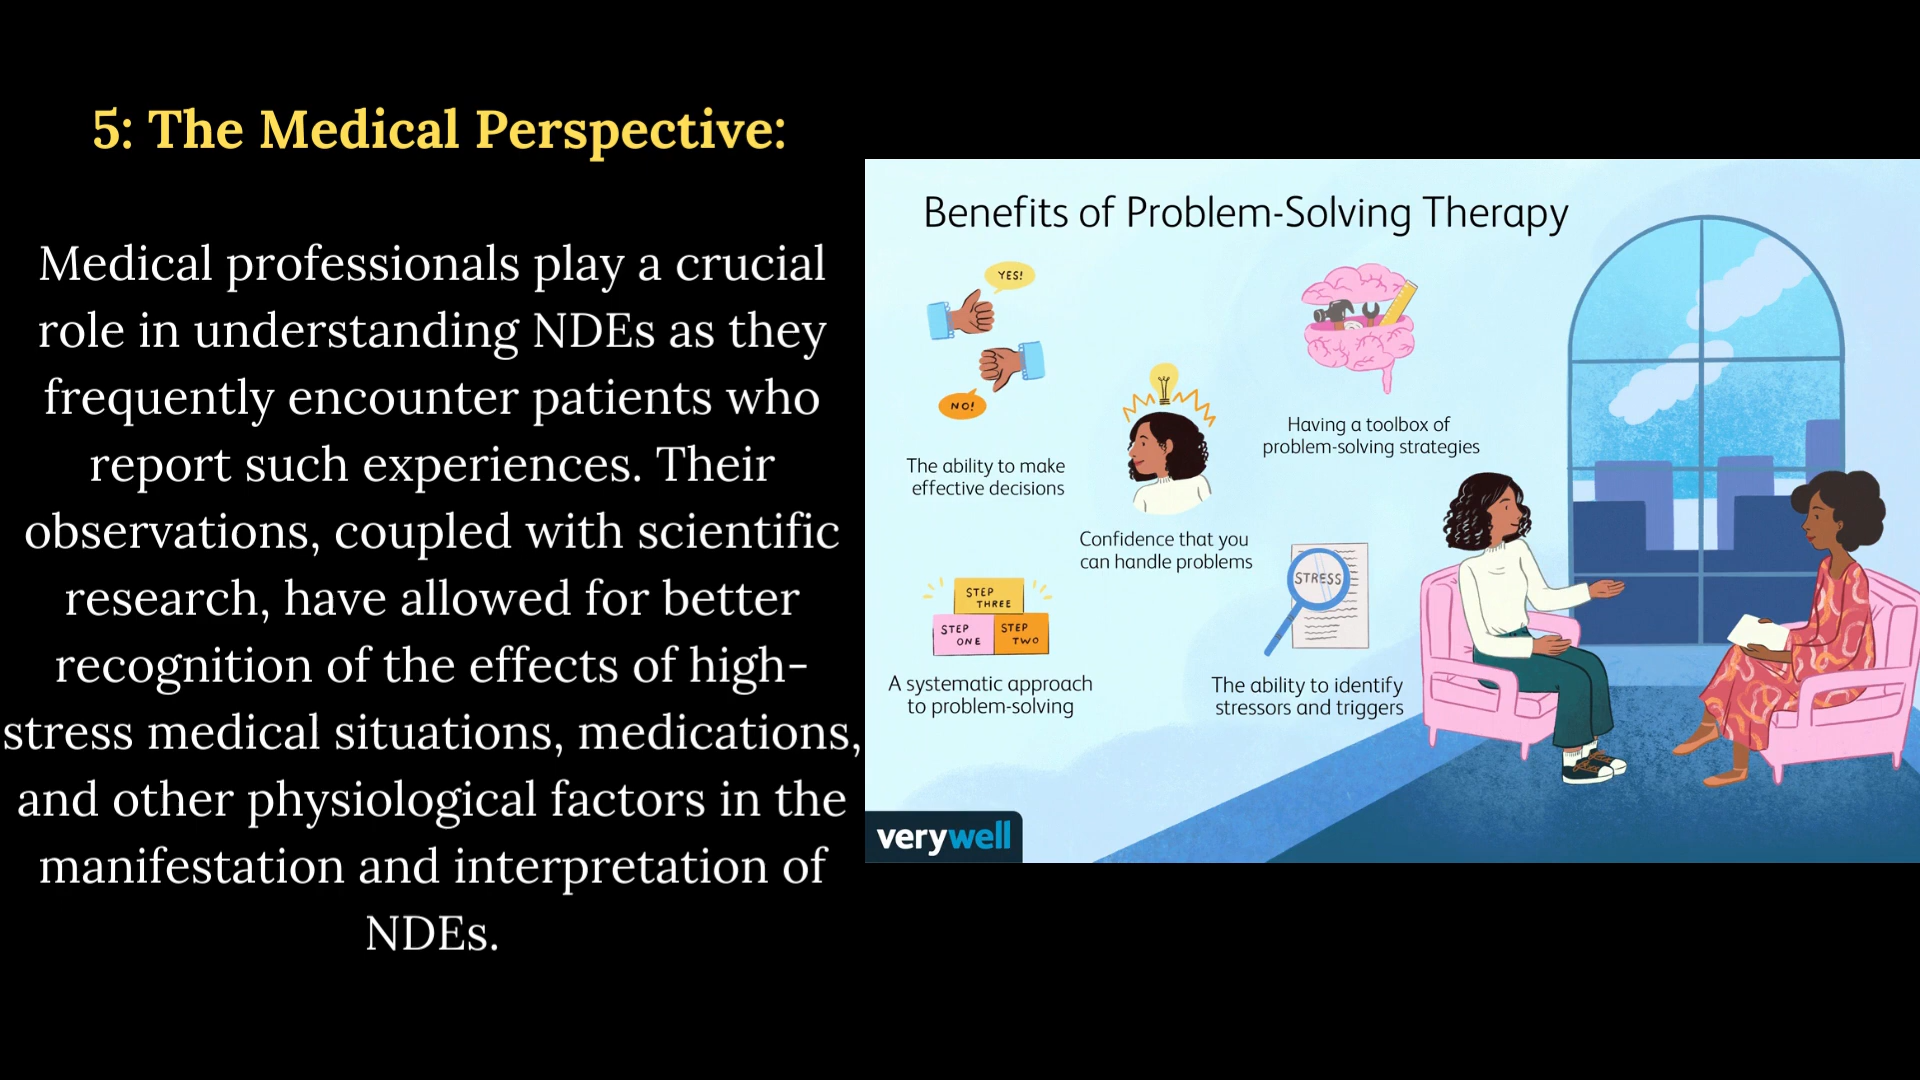 5: The Medical Perspective:
Medical professionals play a crucial
role in understanding NDEs as they
frequently encounter patients who
report such experiences. Their
observations, coupled with scientific
research, have allowed for better
recognition of the effects of high-
stress medical situations, medications,
and other physiological factors in the
manifestation and interpretation of
NDEs.
Benefits of Problem-Solving Therapy
YES!
NO!
The ability to make
effective decisions
Confidence that you
can handle problems
Having a toolbox of
problem-solving strategies
STEP
THREE
STEP
ONE
STEP
TWO
A systematic approach
to problem-solving
STRESS
The ability to identify
stressors and triggers
verywell